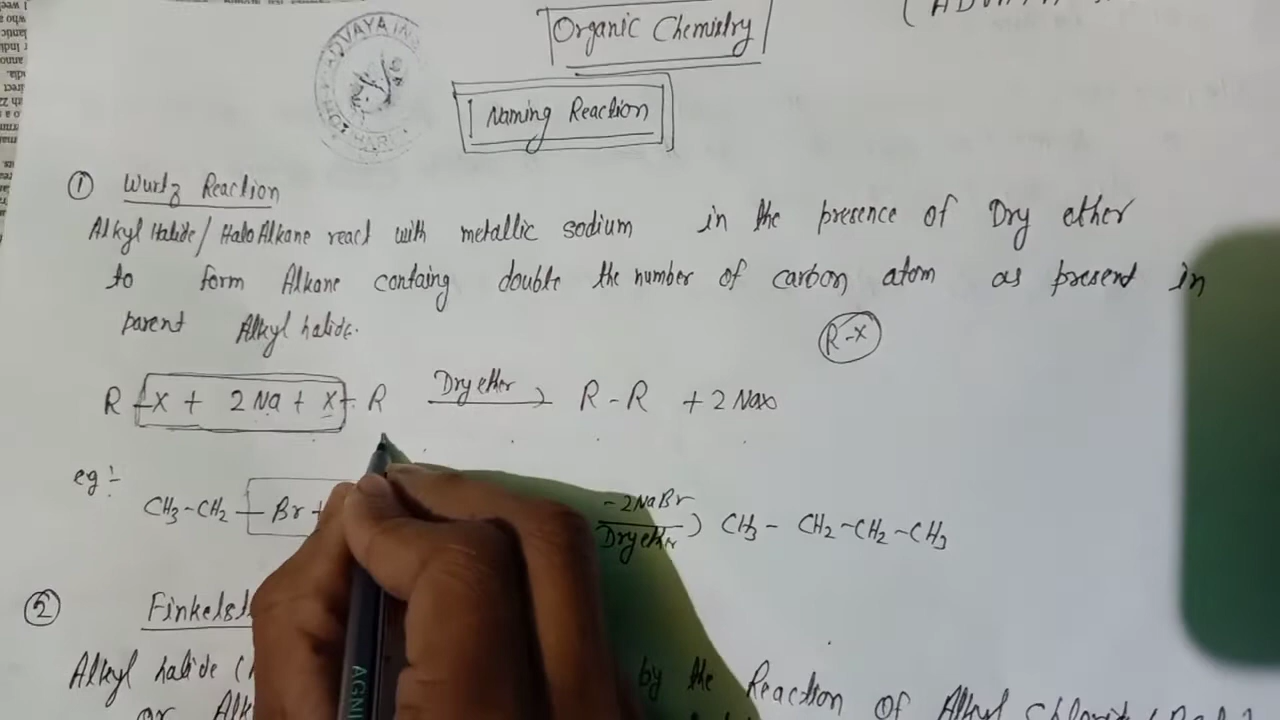 Organic Chemistry
Naming Reaction
① Wurtz Reaction
Alkyl Halide/ Halo Alkane react with metallic sodium in the presence of Dry ether
to form Alkane containg double the number of carbon atom as present in
parent Alkyl halide.
R-X
R - X + 2 Na + X - R Dry ether → R - R + 2 NaX
eg :-
CH3-CH2 - Br + -2NaBr Dry ether → CH3 - CH2 - CH2 - CH3
②
Alkyl halide by the Reaction of Alkyl
or
AGNI